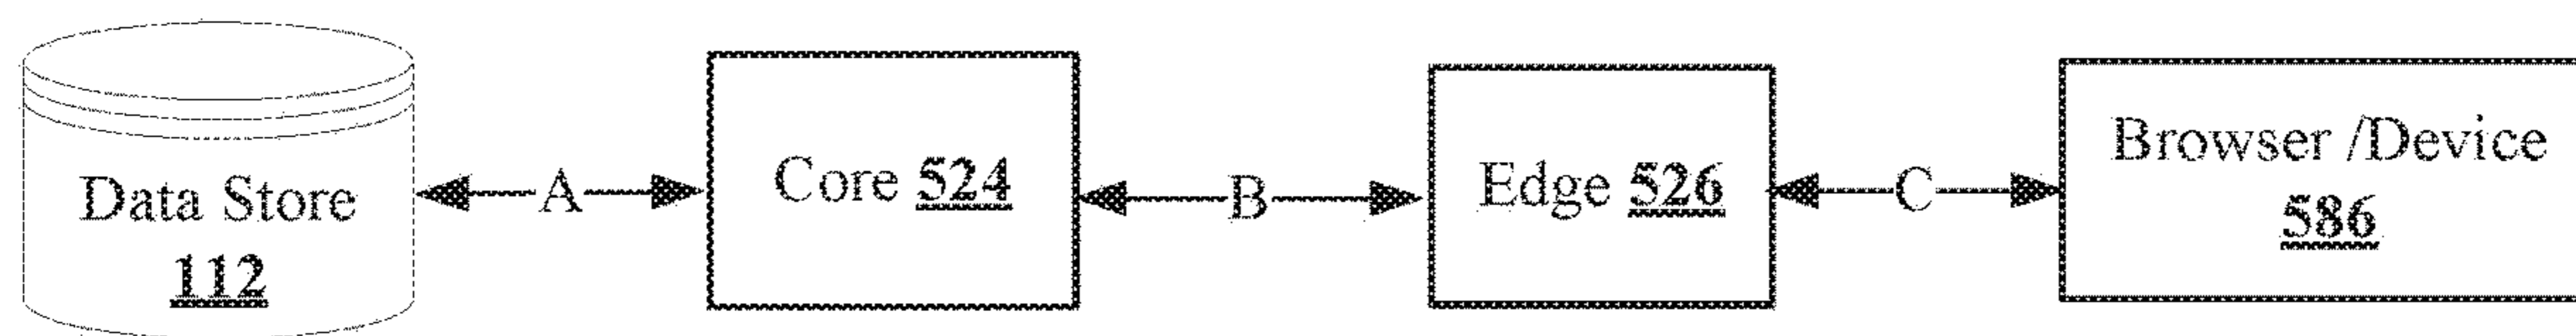 Data Store
112
A
Core 524
B
Edge 526
C
Browser /Device
586